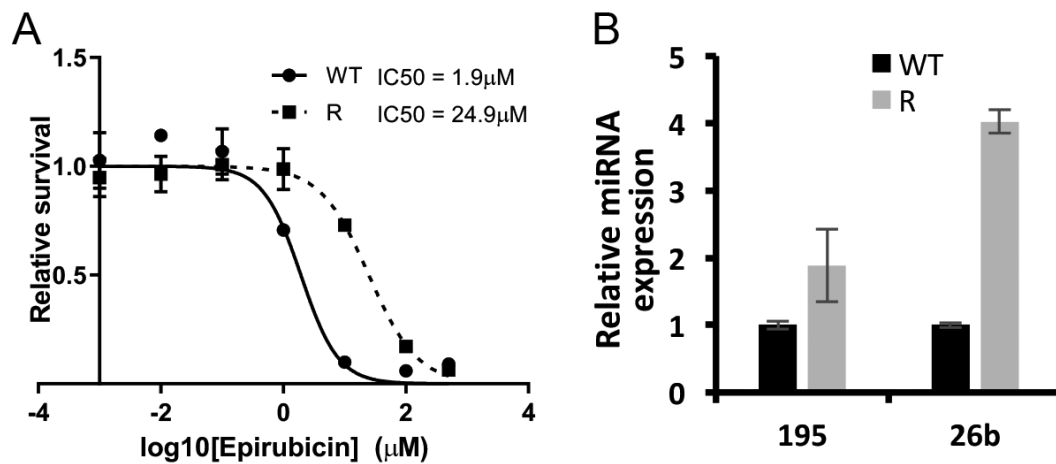 A
1.5
1.0
0.5
Relative survival
WT IC50 = 1.9μM
R IC50 = 24.9μM
-4 -2 0 2 4
log10[Epirubicin] (μM)
B
5
4
3
2
1
0
Relative miRNA
expression
WT
R
195 26b